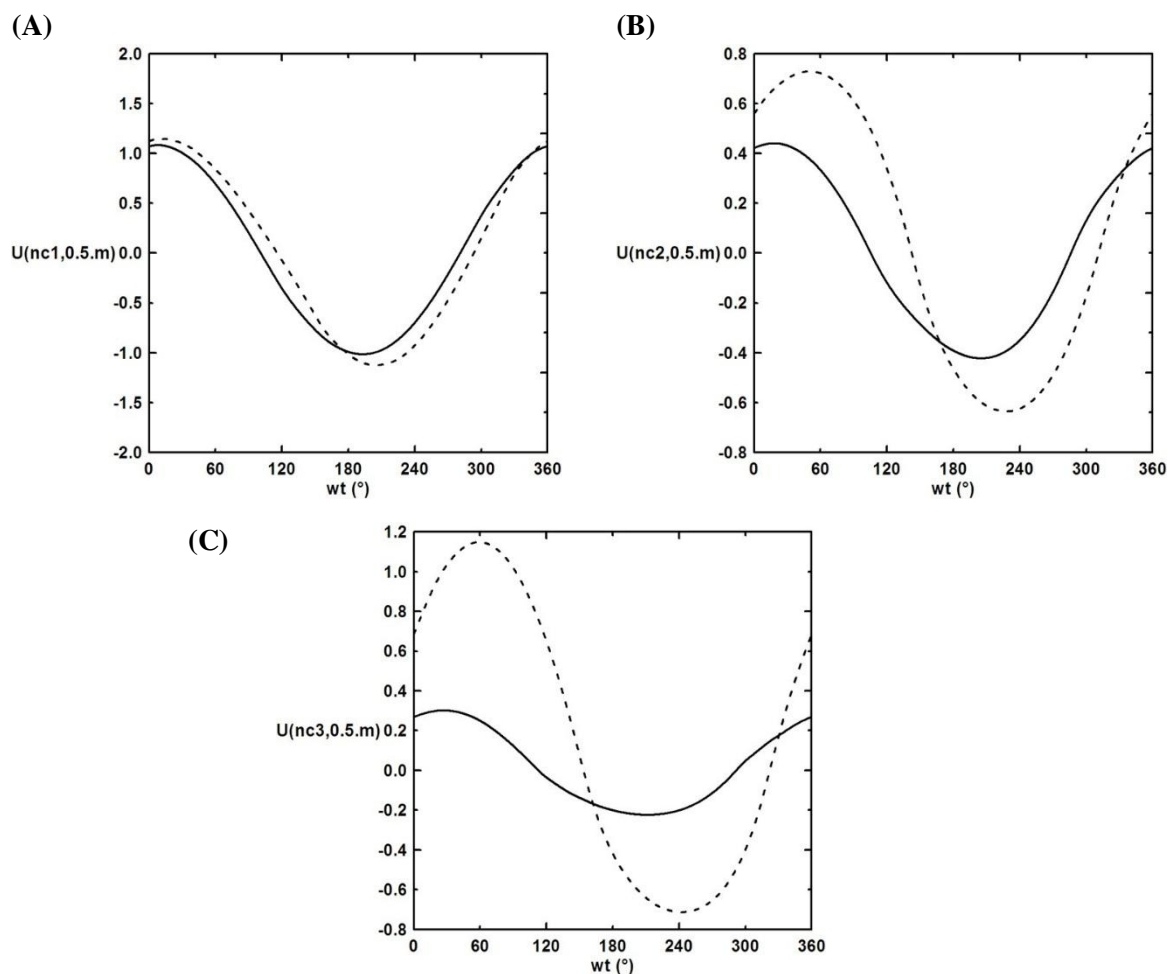 (A)
2.0
1.5
1.0
0.5
U(nc1,0.5.m) 0.0
-0.5
-1.0
-1.5
-2.0
0 60 120 180 240 300 360
wt (°)
(B)
0.8
0.6
0.4
0.2
U(nc2,0.5.m) 0.0
-0.2
-0.4
-0.6
-0.8
0 60 120 180 240 300 360
wt (°)
(C)
1.2
1.0
0.8
0.6
0.4
U(nc3,0.5.m) 0.2
0.0
-0.2
-0.4
-0.6
-0.8
0 60 120 180 240 300 360
wt (°)